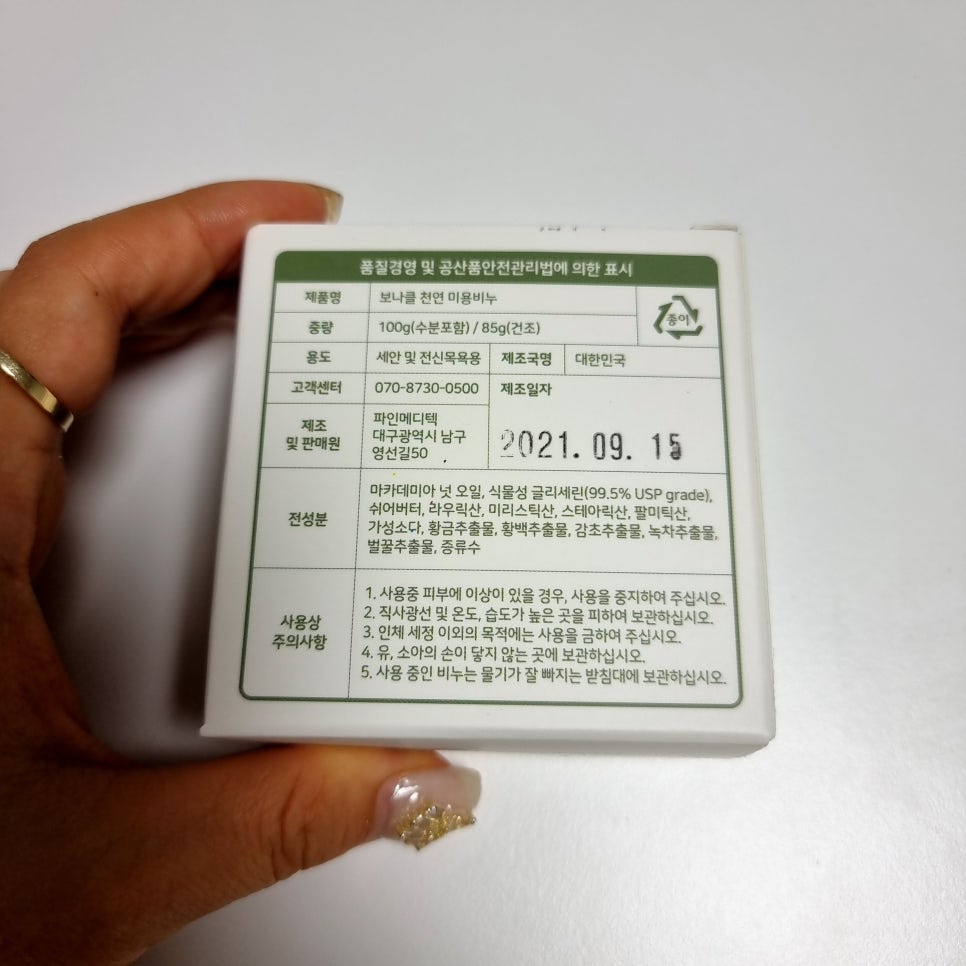 품질경영 및 공산품안전관리법에 의한 표시
제품명 보나클 천연 미용비누
종이
중량 100g(수분포함) / 85g(건조)
용도 세안 및 전신목욕용 제조국명 대한민국
고객센터 070-8730-0500 제조일자
제조
및 판매원
파인메디텍
대구광역시 남구
영선길50
2021. 09. 15
전성분
마카데미아 넛 오일, 식물성 글리세린(99.5% USP grade),
쉬어버터, 라우릭산, 미리스틱산, 스테아릭산, 팔미틱산,
가성소다, 황금추출물, 황백추출물, 감초추출물, 녹차추출물,
벌꿀추출물, 증류수
사용상
주의사항
1. 사용중 피부에 이상이 있을 경우, 사용을 중지하여 주십시오.
2. 직사광선 및 온도, 습도가 높은 곳을 피하여 보관하십시오.
3. 인체 세정 이외의 목적에는 사용을 금하여 주십시오.
4. 유, 소아의 손이 닿지 않는 곳에 보관하십시오.
5. 사용 중인 비누는 물기가 잘 빠지는 받침대에 보관하십시오.